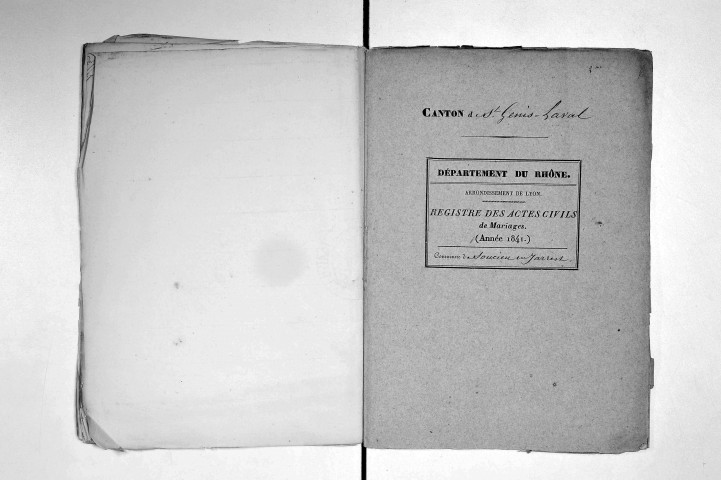 Canton d St. Genis-Laval
DÉPARTEMENT DU RHÔNE.
ARRONDISSEMENT DE LYON.
REGISTRE DES ACTES CIVILS
de Mariages.
(Année 1841.)
Commune de Soucieu en Jarrest.